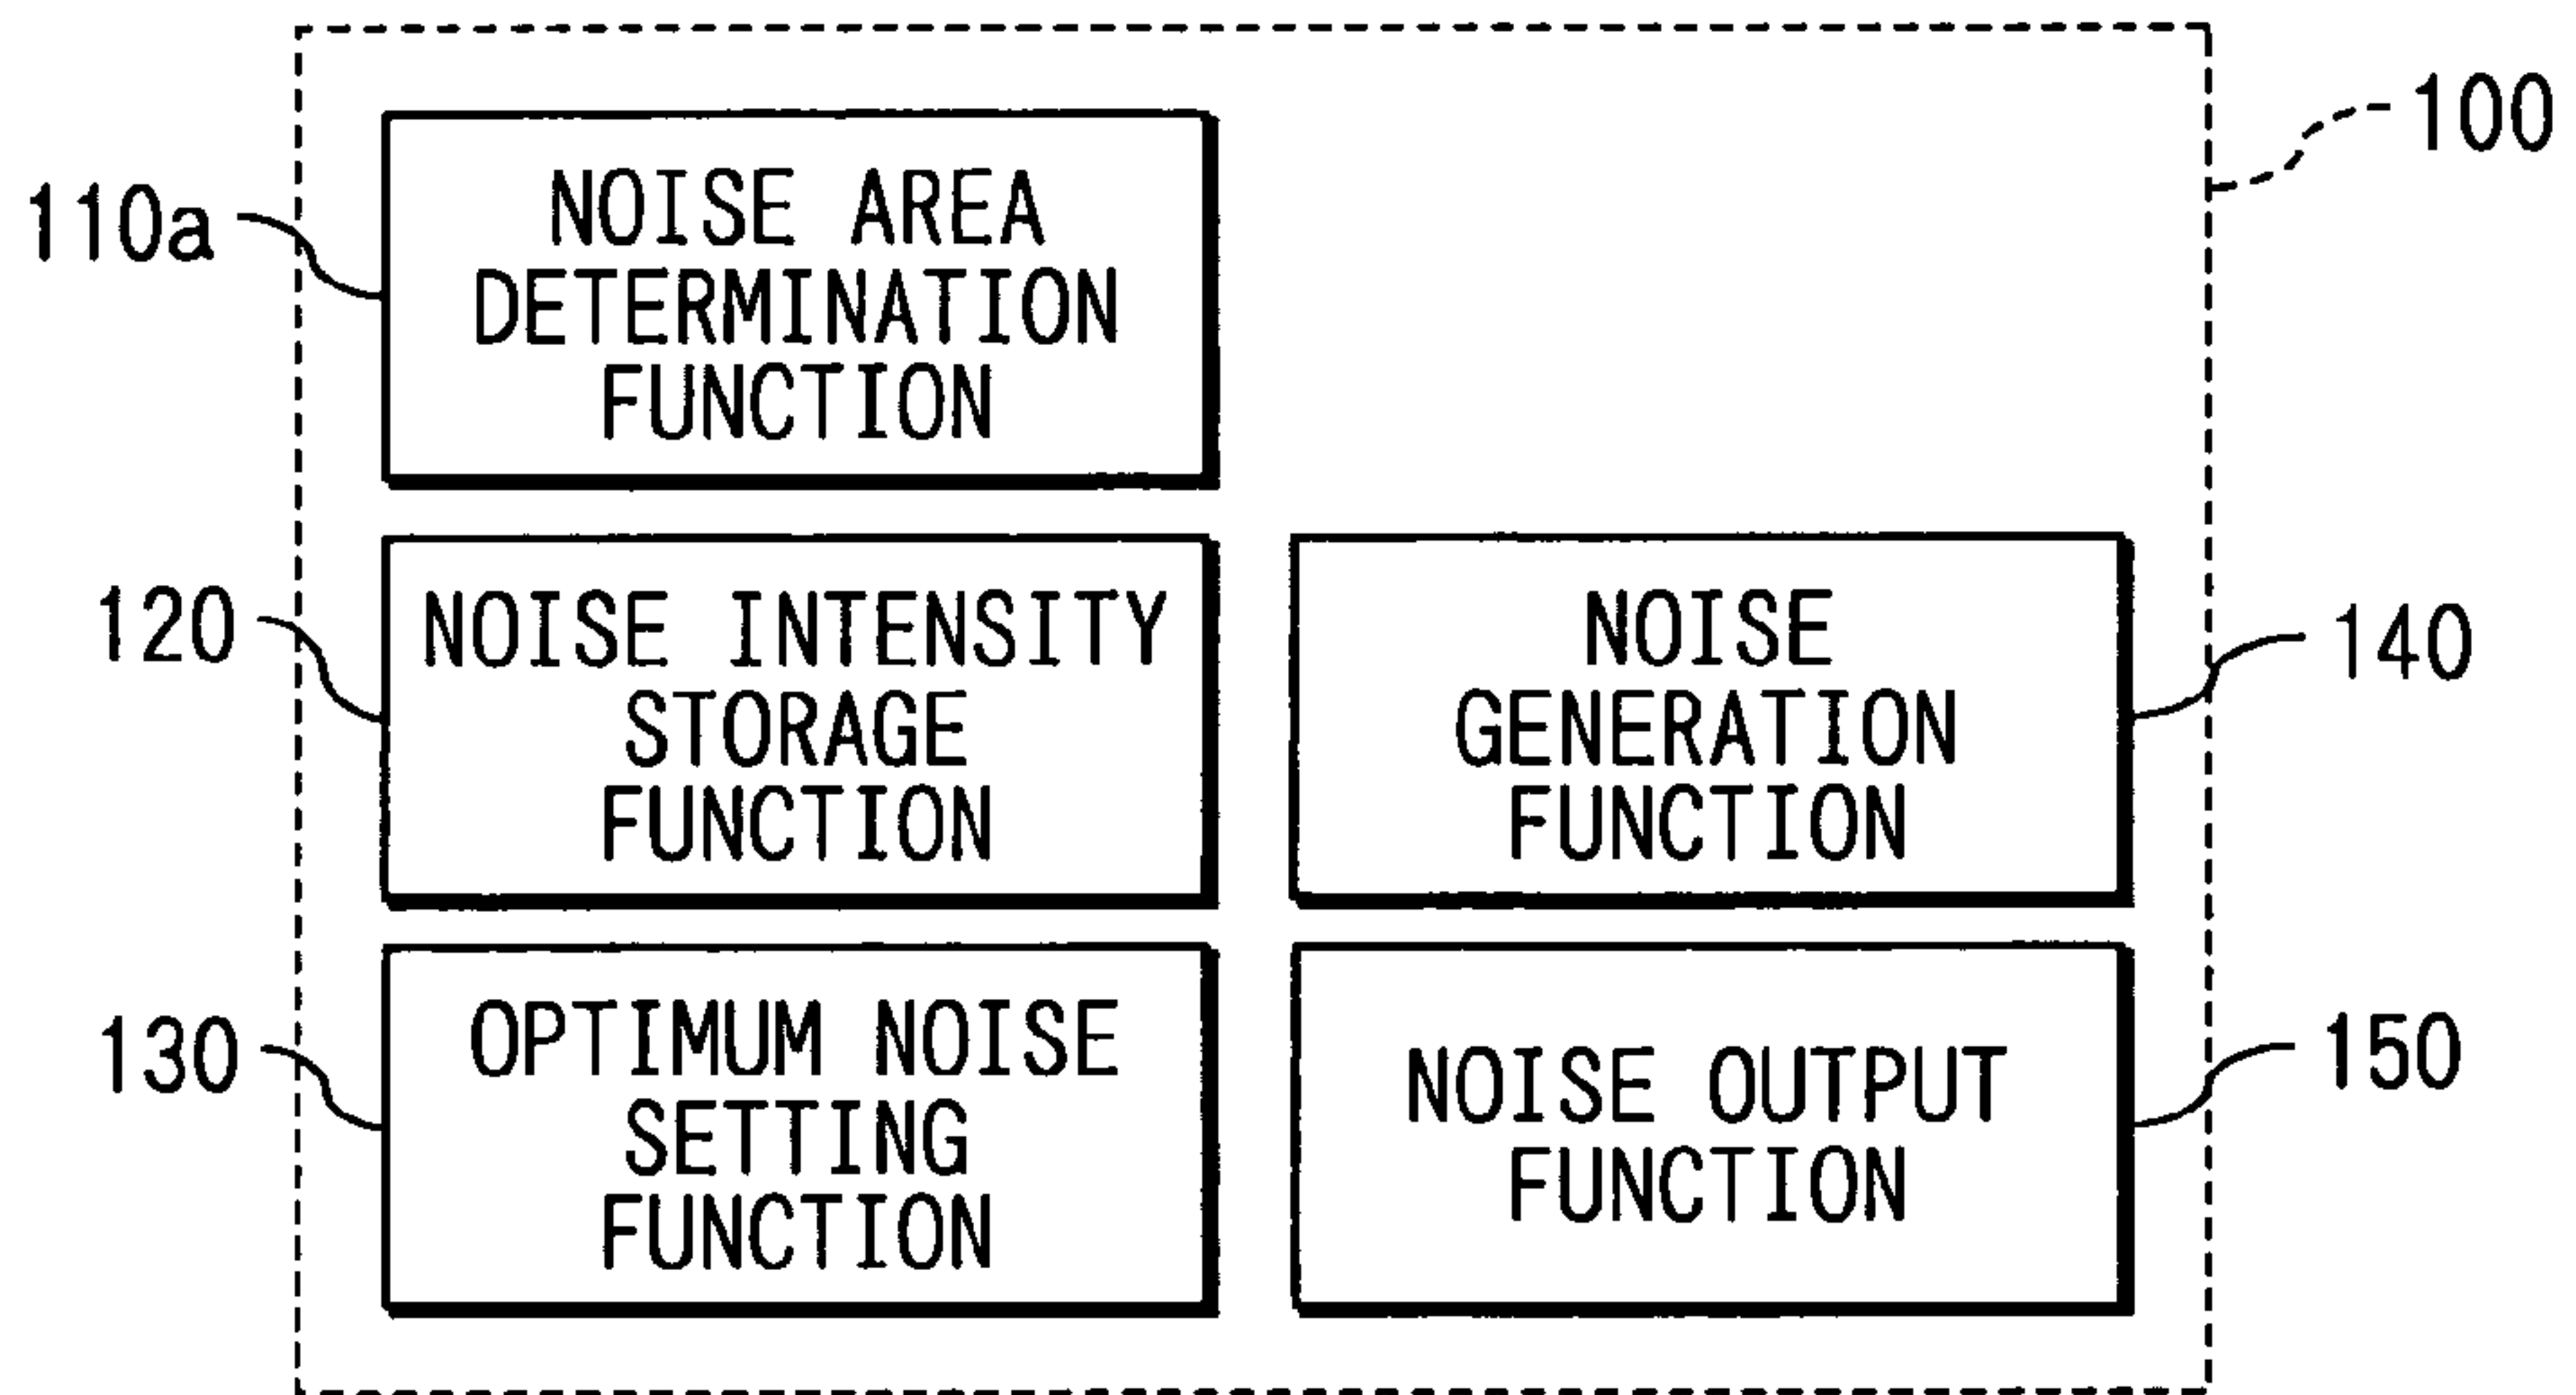 100
110a
NOISE AREA
DETERMINATION
FUNCTION
120
NOISE INTENSITY
STORAGE
FUNCTION
NOISE
GENERATION
FUNCTION
140
130
OPTIMUM NOISE
SETTING
FUNCTION
NOISE OUTPUT
FUNCTION
150